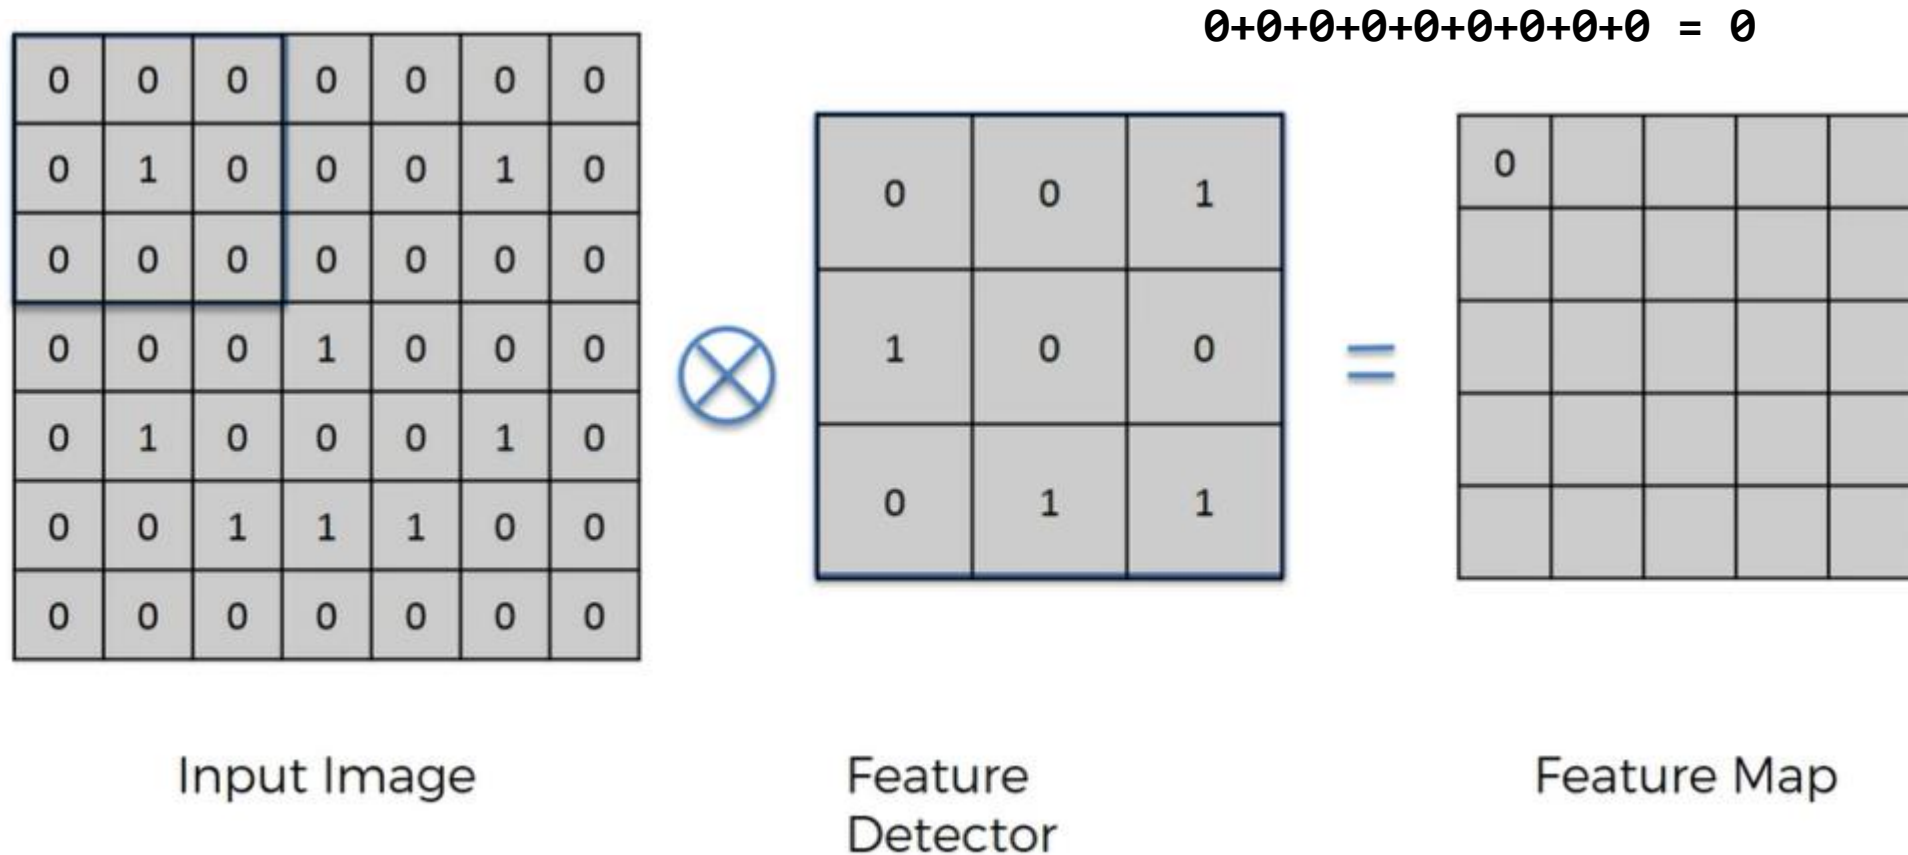 0+0+0+0+0+0+0+0+0 = 0
0 0 0 0 0 0 0
0 1 0 0 0 1 0
0 0 0 0 0 0 0
0 0 0 1 0 0 0
0 1 0 0 0 1 0
0 0 1 1 1 0 0
0 0 0 0 0 0 0
0 0 1
1 0 0
0 1 1
=
0
Input Image
Feature
Detector
Feature Map